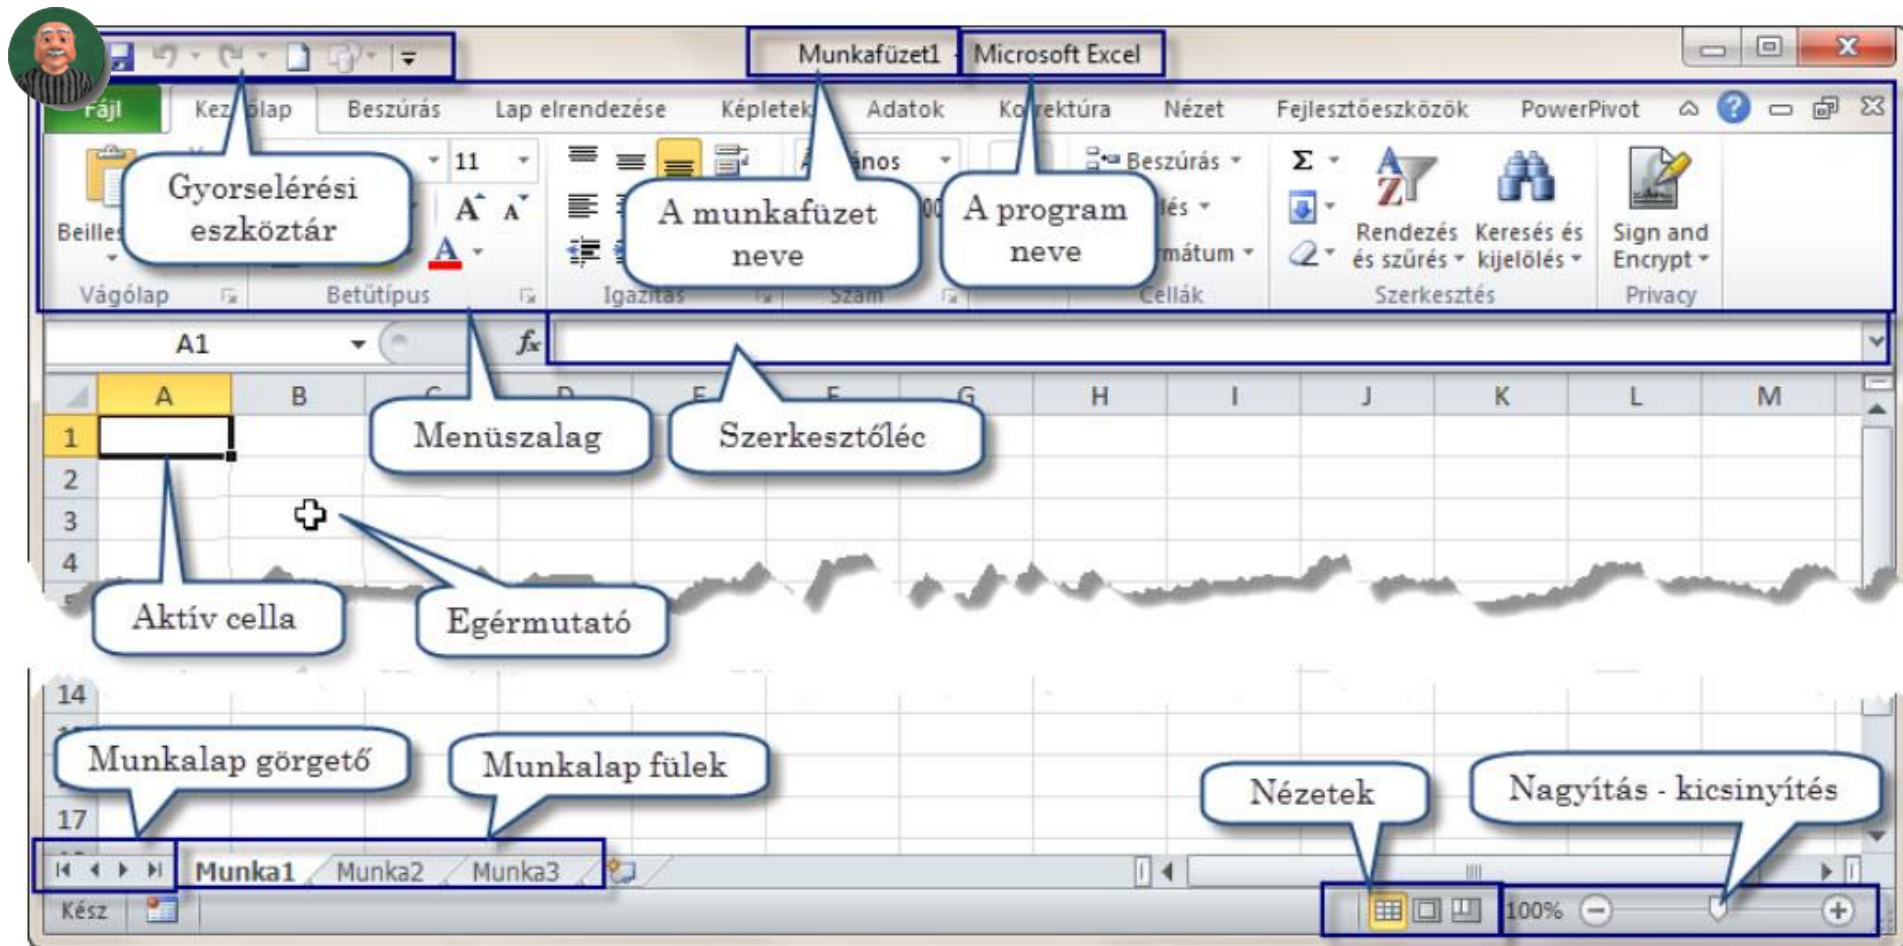 Munkafüzet1 - Microsoft Excel
Fájl Kezdőlap Beszúrás Lap elrendezése Képletek Adatok Korrektúra Nézet Fejlesztőeszközök PowerPivot
11 Beszúrás
Gyorselérési
eszköztár
A munkafüzet
neve
A program
neve
Rendezés
és szűrés
Keresés és
kijelölés
Sign and
Encrypt
Vágólap Betűtípus Igazítás Szám Cellák Szerkesztés Privacy
A1 fx
A B C D E F G H I J K L M
1
Menüszalag
Szerkesztőléc
2
3
4
5
Aktív cella
Egérmutató
14
Munkalap görgető
Munkalap fülek
Nézetek
Nagyítás - kicsinyítés
17
Munka1 Munka2 Munka3
Kész 100%